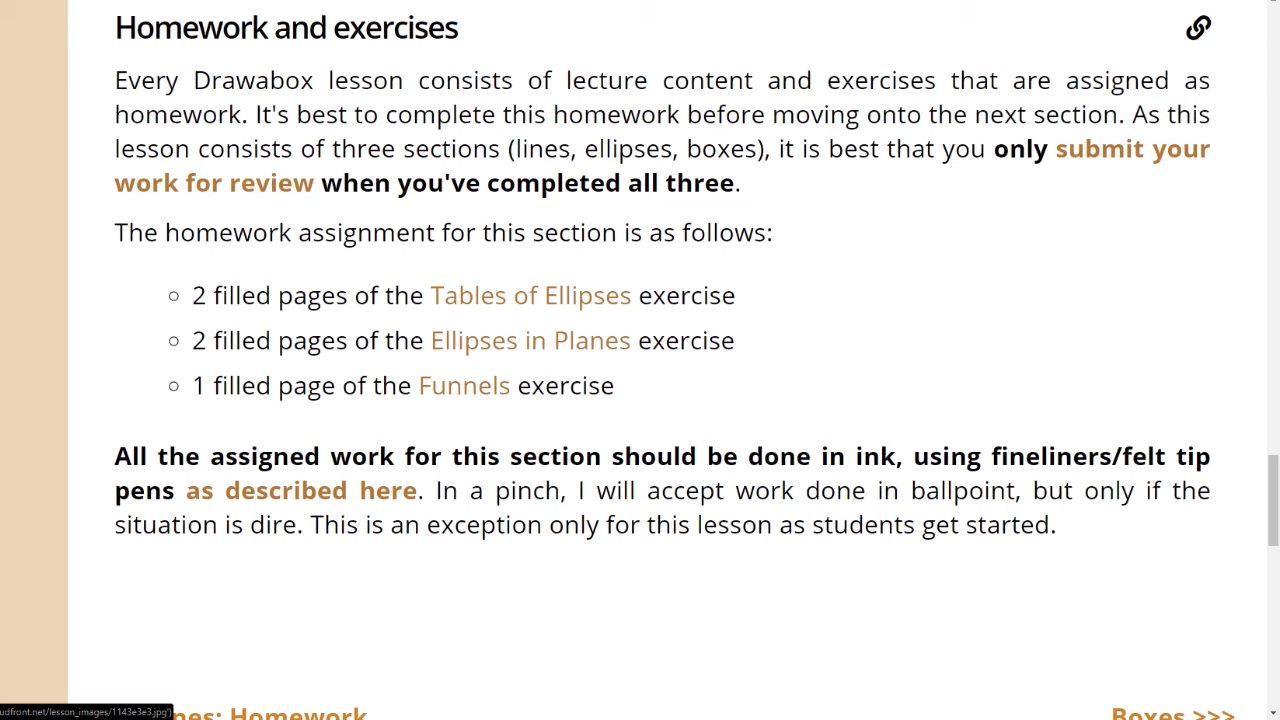 Homework and exercises
Every Drawabox lesson consists of lecture content and exercises that are assigned as
homework. It's best to complete this homework before moving onto the next section. As this
lesson consists of three sections (lines, ellipses, boxes), it is best that you only submit your
work for review when you've completed all three.
The homework assignment for this section is as follows:
2 filled pages of the Tables of Ellipses exercise
2 filled pages of the Ellipses in Planes exercise
1 filled page of the Funnels exercise
All the assigned work for this section should be done in ink, using fineliners/felt tip
pens as described here. In a pinch, I will accept work done in ballpoint, but only if the
situation is dire. This is an exception only for this lesson as students get started.
udfront.net/lesson_images/1143e3e3.jpg')
nes: Homework
Boxes >>>